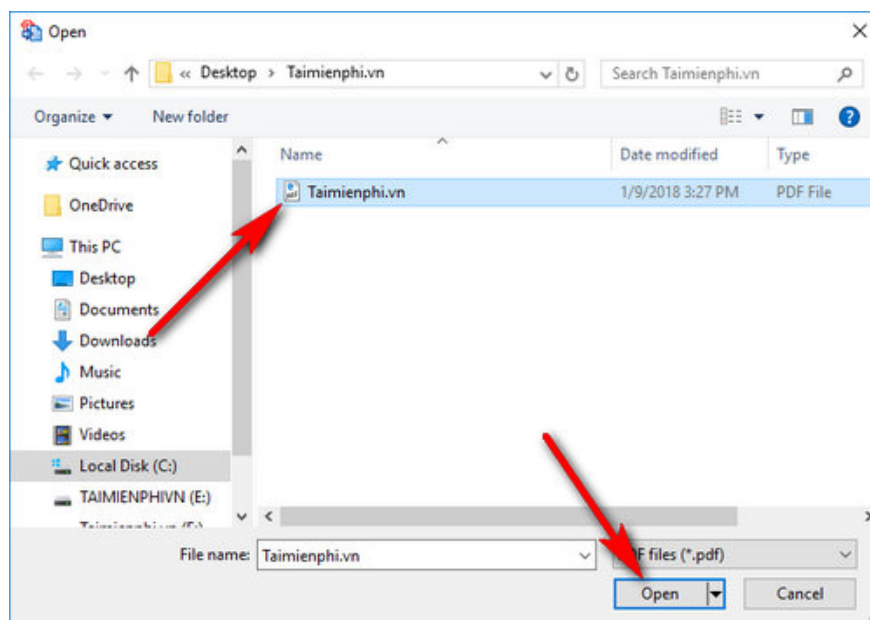 Open
« Desktop > Taimienphi.vn
Search Taimienphi.vn
Organize
New folder
Name
Date modified
Type
Taimienphi.vn
1/9/2018 3:27 PM
PDF File
Quick access
OneDrive
This PC
Desktop
Documents
Downloads
Music
Pictures
Videos
Local Disk (C:)
TAIMIENPHIVN (E:)
File name:
Taimienphi.vn
PDF files (*.pdf)
Open
Cancel